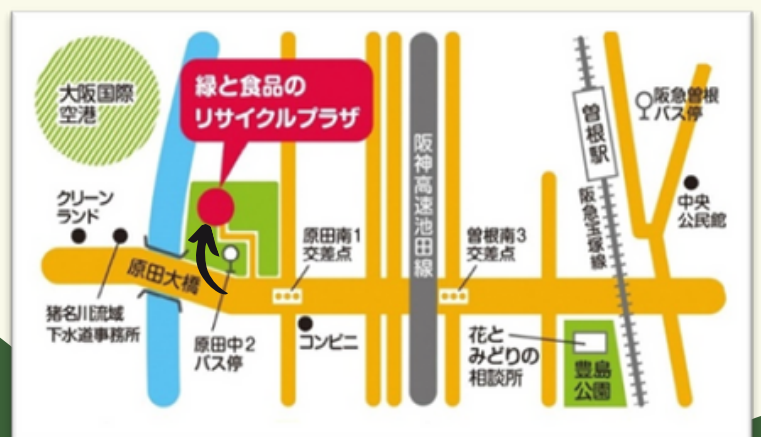 大阪国際
空港
緑と食品の
リサイクルプラザ
阪神高速池田線
曽根駅
阪急宝塚線
阪急曽根
バス停
中央
公民館
クリーン
ランド
原田大橋
原田南1
交差点
曽根南3
交差点
猪名川流域
下水道事務所
原田中2
バス停
コンビニ
花と
みどりの
相談所
豊島
公園